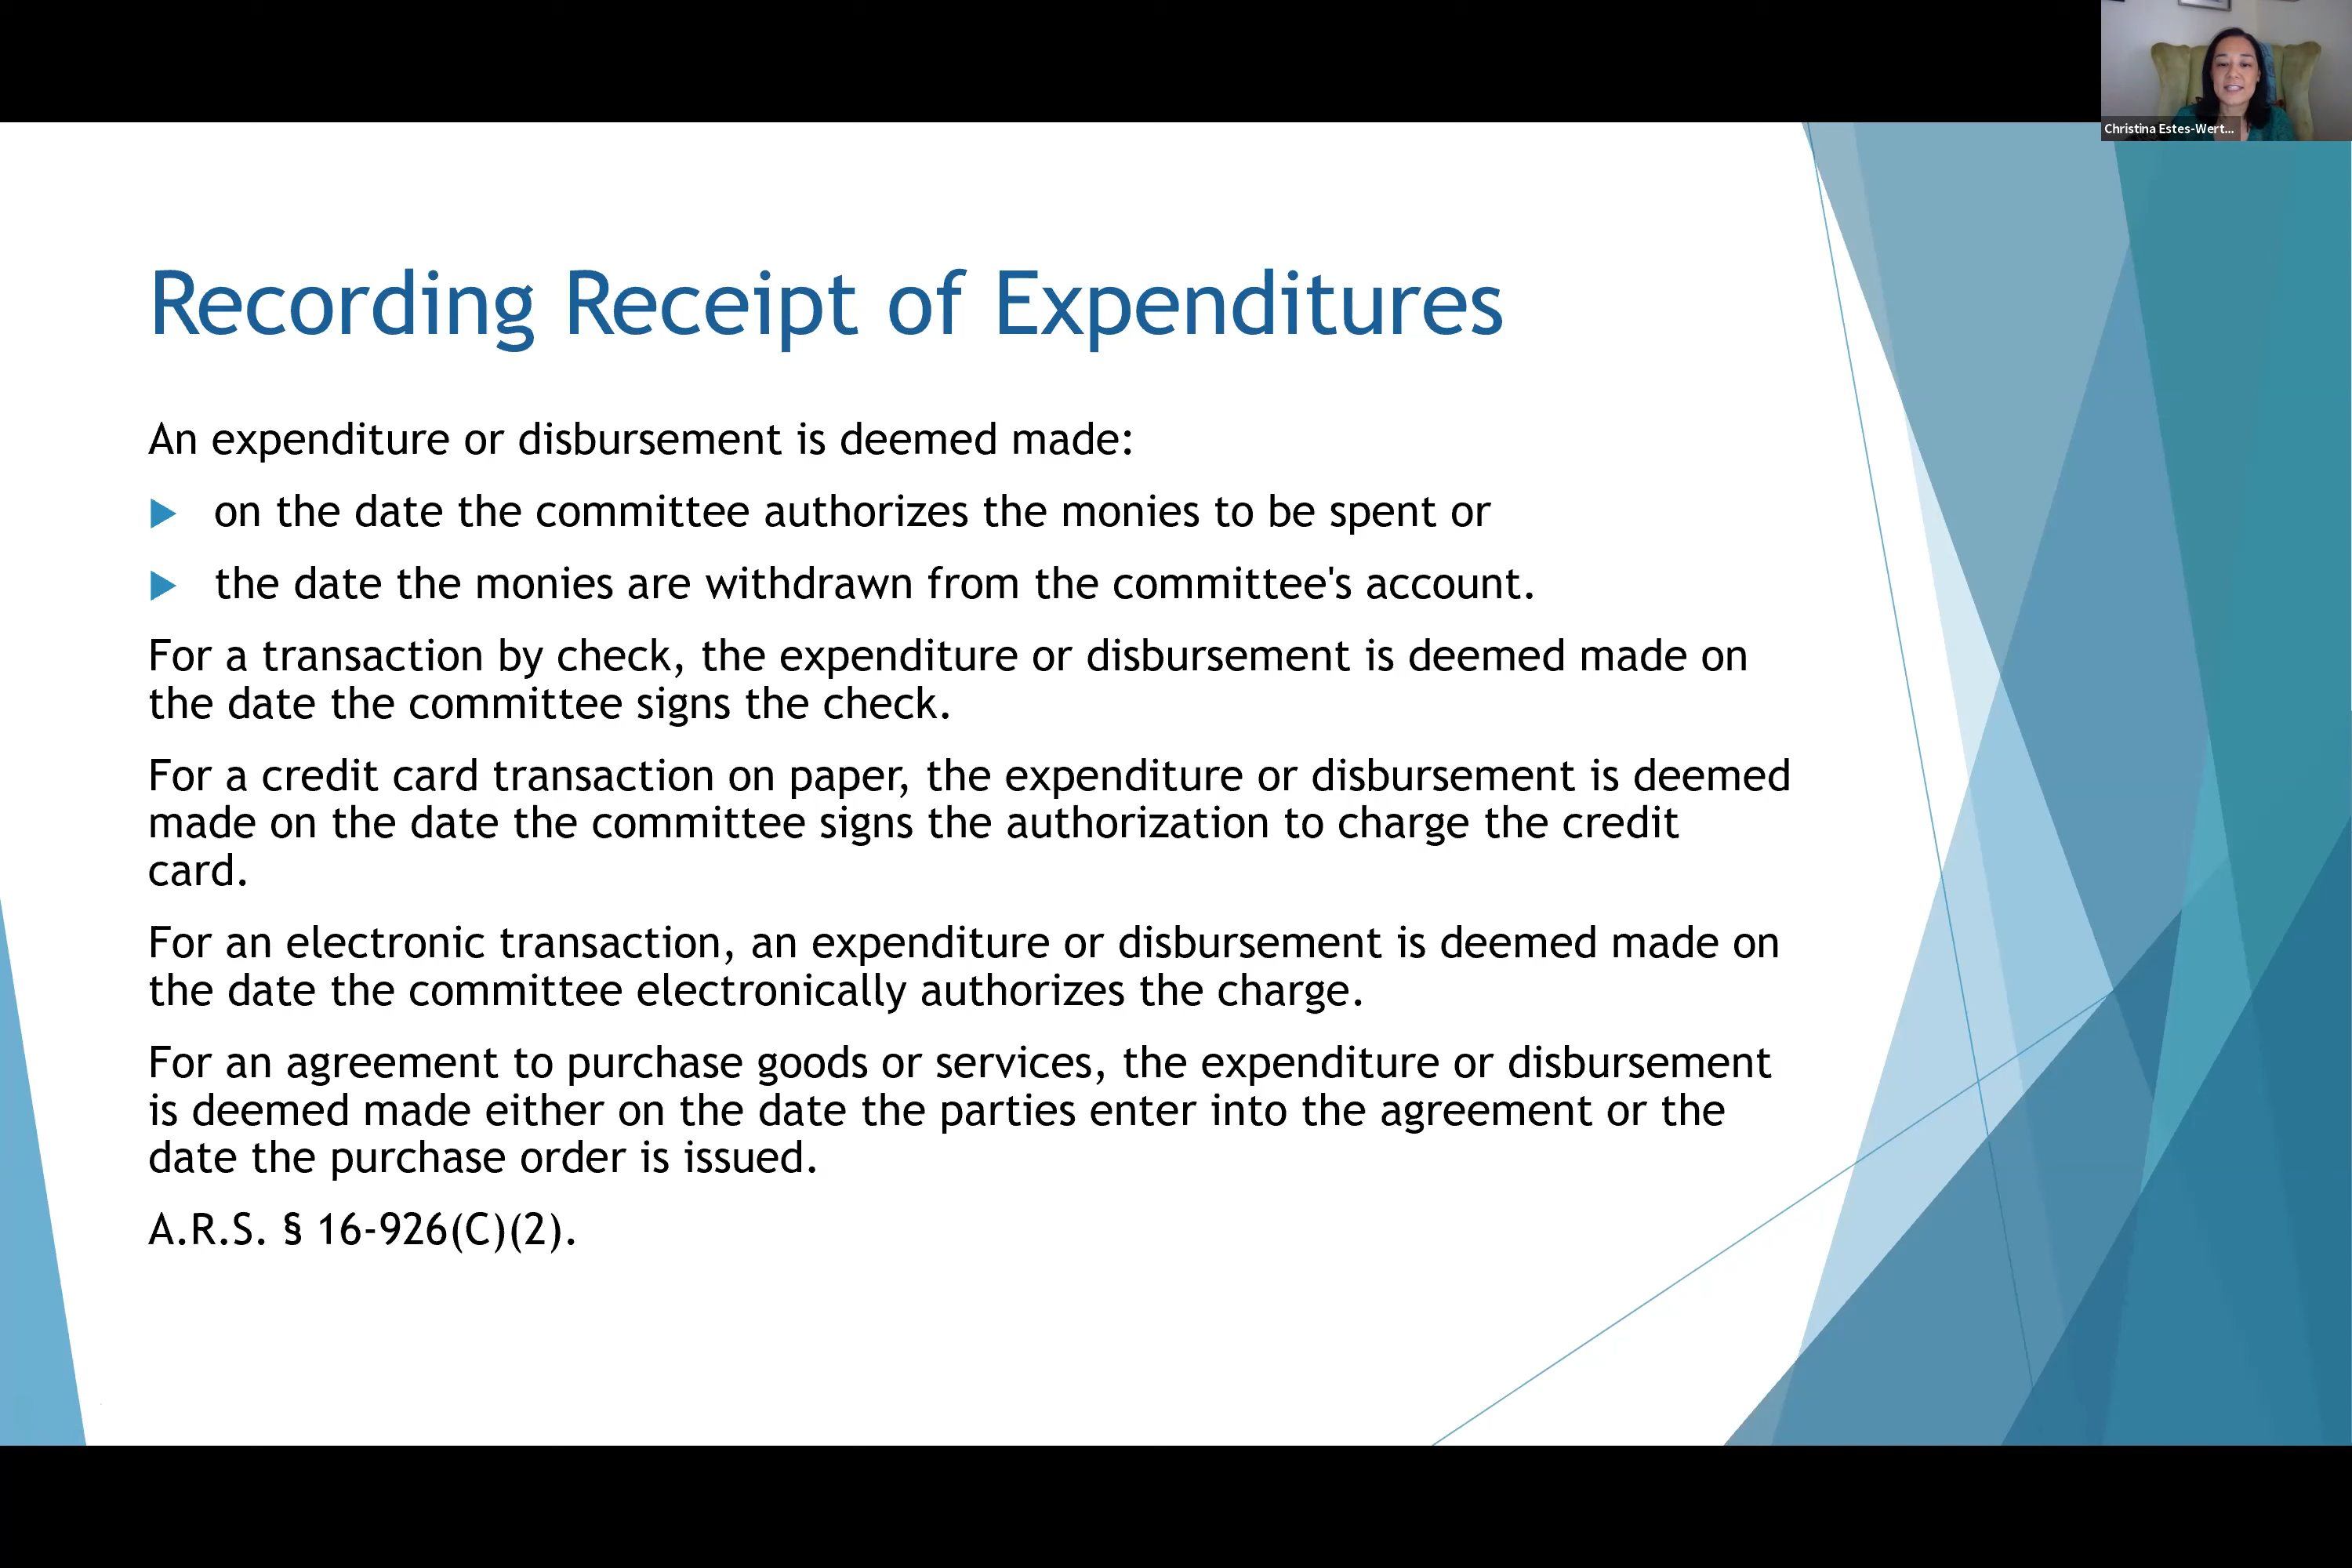 Christina Estes-Wert...
Recording Receipt of Expenditures
An expenditure or disbursement is deemed made:
on the date the committee authorizes the monies to be spent or
the date the monies are withdrawn from the committee's account.
For a transaction by check, the expenditure or disbursement is deemed made on
the date the committee signs the check.
For a credit card transaction on paper, the expenditure or disbursement is deemed
made on the date the committee signs the authorization to charge the credit
card.
For an electronic transaction, an expenditure or disbursement is deemed made on
the date the committee electronically authorizes the charge.
For an agreement to purchase goods or services, the expenditure or disbursement
is deemed made either on the date the parties enter into the agreement or the
date the purchase order is issued.
A.R.S. § 16-926(C)(2).